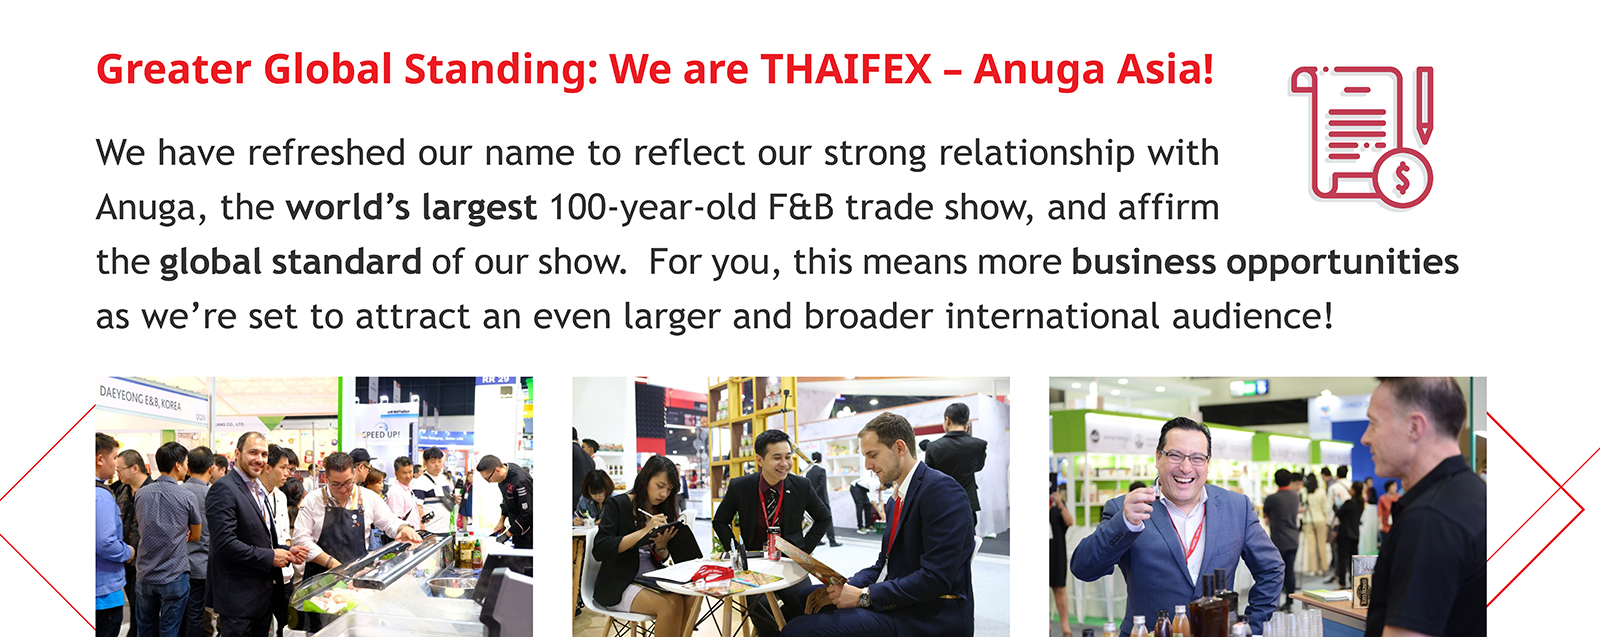 Greater Global Standing: We are THAIFEX – Anuga Asia!
We have refreshed our name to reflect our strong relationship with
Anuga, the world’s largest 100-year-old F&B trade show, and affirm
the global standard of our show.  For you, this means more business opportunities
as we’re set to attract an even larger and broader international audience!
$
DAEYEONG E&B, KOREA
RR 29
SPEED UP!